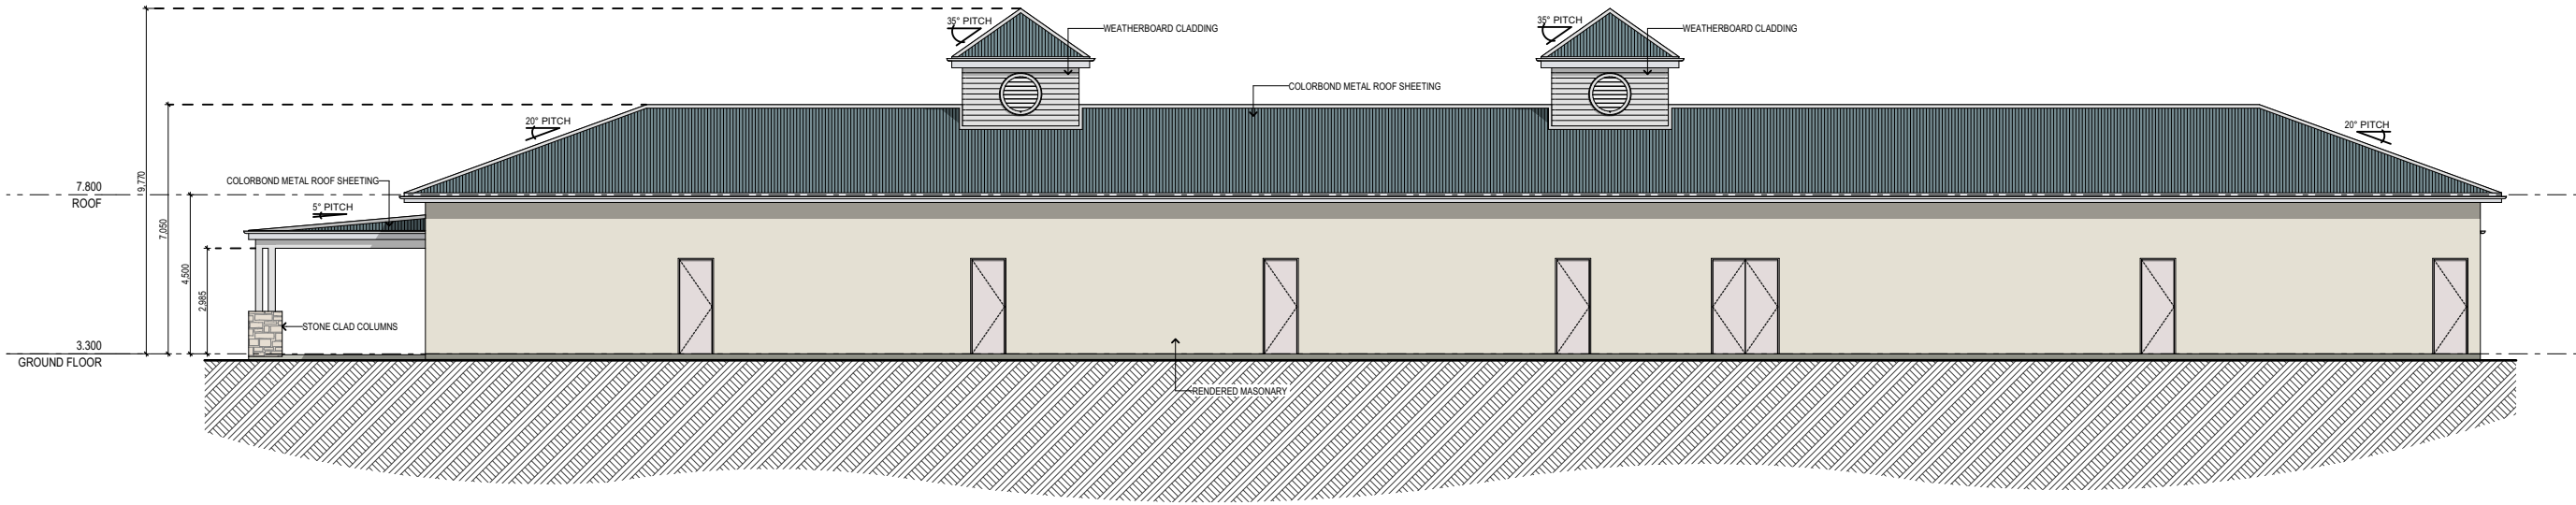 35° PITCH
WEATHERBOARD CLADDING
35° PITCH
WEATHERBOARD CLADDING
COLORBOND METAL ROOF SHEETING
20° PITCH
20° PITCH
9,770
COLORBOND METAL ROOF SHEETING
7.800
ROOF
5° PITCH
7,050
4,500
2,985
STONE CLAD COLUMNS
3.300
GROUND FLOOR
RENDERED MASONARY